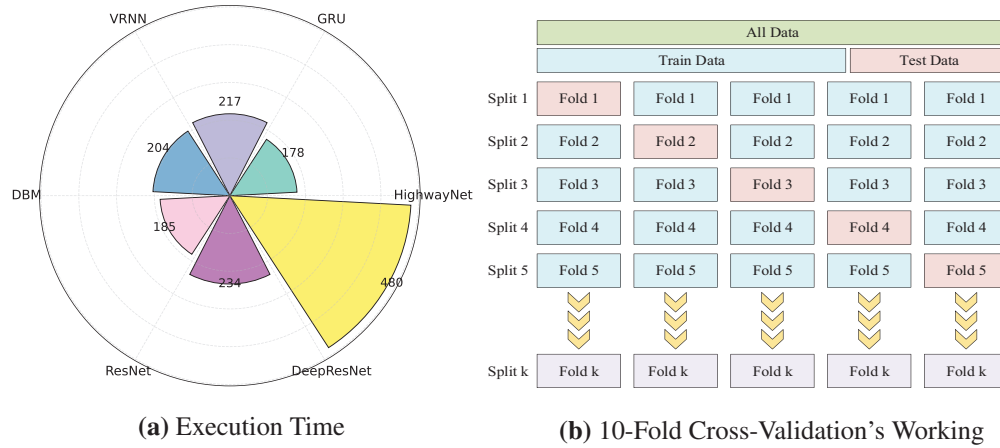 VRNN
GRU
217
204
178
DBM
HighwayNet
185
234
480
ResNet
DeepResNet
(a) Execution Time
All Data
Train Data
Test Data
Split 1 Fold 1 Fold 1 Fold 1 Fold 1 Fold 1
Split 2 Fold 2 Fold 2 Fold 2 Fold 2 Fold 2
Split 3 Fold 3 Fold 3 Fold 3 Fold 3 Fold 3
Split 4 Fold 4 Fold 4 Fold 4 Fold 4 Fold 4
Split 5 Fold 5 Fold 5 Fold 5 Fold 5 Fold 5
Split k Fold k Fold k Fold k Fold k Fold k
(b) 10-Fold Cross-Validation's Working